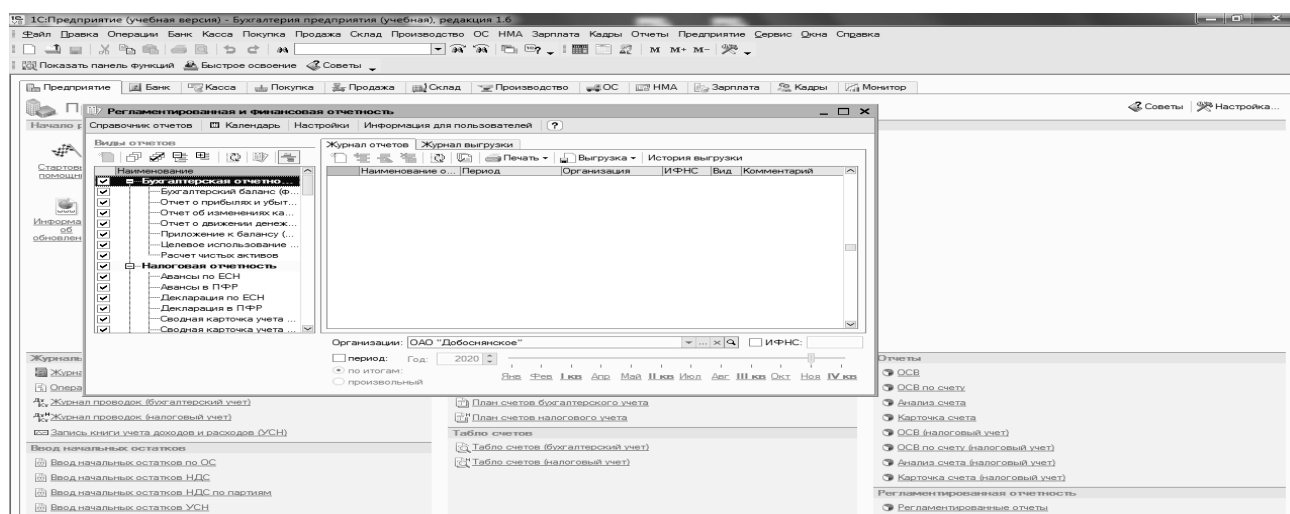 1С:Предприятие (учебная версия) - Бухгалтерия предприятия (учебная), редакция 1.6
Файл Правка Операции Банк Касса Покупка Продажа Склад Производство ОС НМА Зарплата Кадры Отчеты Предприятие Сервис Окна Справка
М М+ М-
Показать панель функций Быстрое освоение Советы
Предприятие Банк Касса Покупка Продажа Склад Производство ОС НМА Зарплата Кадры Монитор
П
Советы Настройка...
Регламентированная и финансовая отчетность
Начало р
Справочник отчетов Календарь Настройки Информация для пользователей ?
Виды отчетов
Журнал отчетов Журнал выгрузки
Печать Выгрузка История выгрузки
Наименование
Наименование о... Период Организация ИФНС Вид Комментарий
Бухгалтерская отчетно...
Бухгалтерский баланс (ф...
Отчет о прибылях и убыт...
Отчет об изменениях ка...
Отчет о движении денеж...
Приложение к балансу (...
Целевое использование ...
Расчет чистых активов
Налоговая отчетность
Авансы по ЕСН
Авансы в ПФР
Декларация по ЕСН
Декларация в ПФР
Сводная карточка учета ...
Сводная карточка учета ...
Стартовы
помощни
Информа
об
обновлен
Организации: ОАО "Добоснянское" ИФНС:
период: Год: 2020
по итогам:
произвольный
Янв Фев I кв Апр Май II кв Июл Авг III кв Окт Ноя IV кв
Журналы
Журна
Опера
Журнал проводок (бухгалтерский учет)
Журнал проводок (налоговый учет)
Запись книги учета доходов и расходов (УСН)
Ввод начальных остатков
Ввод начальных остатков по ОС
Ввод начальных остатков НДС
Ввод начальных остатков НДС по партиям
Ввод начальных остатков УСН
План счетов бухгалтерского учета
План счетов налогового учета
Табло счетов
Табло счетов (бухгалтерский учет)
Табло счетов (налоговый учет)
Отчеты
ОСВ
ОСВ по счету
Анализ счета
Карточка счета
ОСВ (налоговый учет)
ОСВ по счету (налоговый учет)
Анализ счета (налоговый учет)
Карточка счета (налоговый учет)
Регламентированная отчетность
Регламентированные отчеты